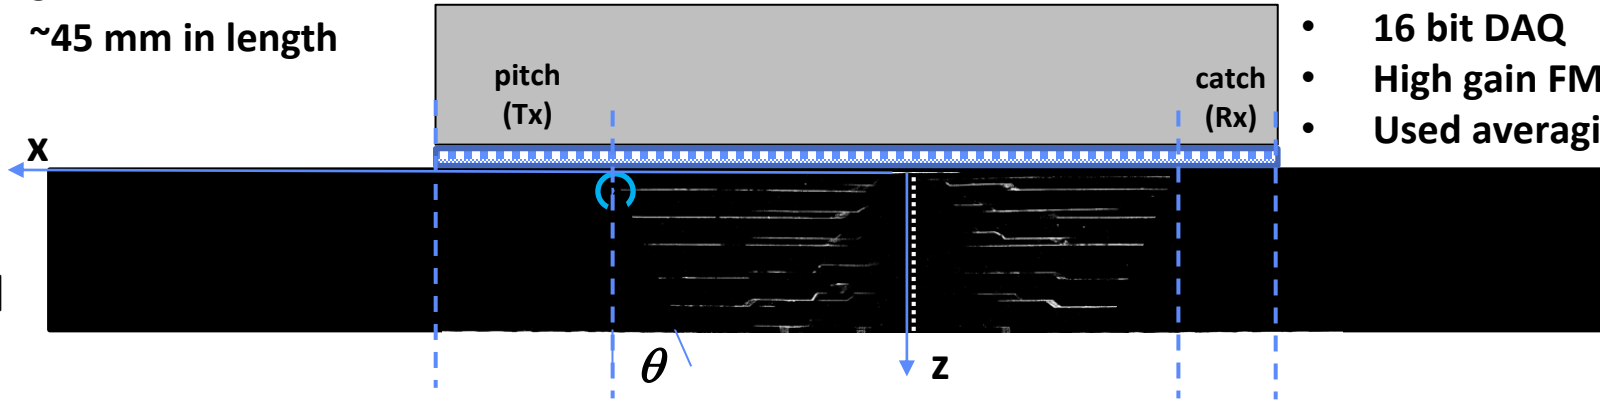 ~45 mm in length
pitch
(Tx)
catch
(Rx)
• 16 bit DAQ
• High gain FM
• Used averagi
x
θ
z